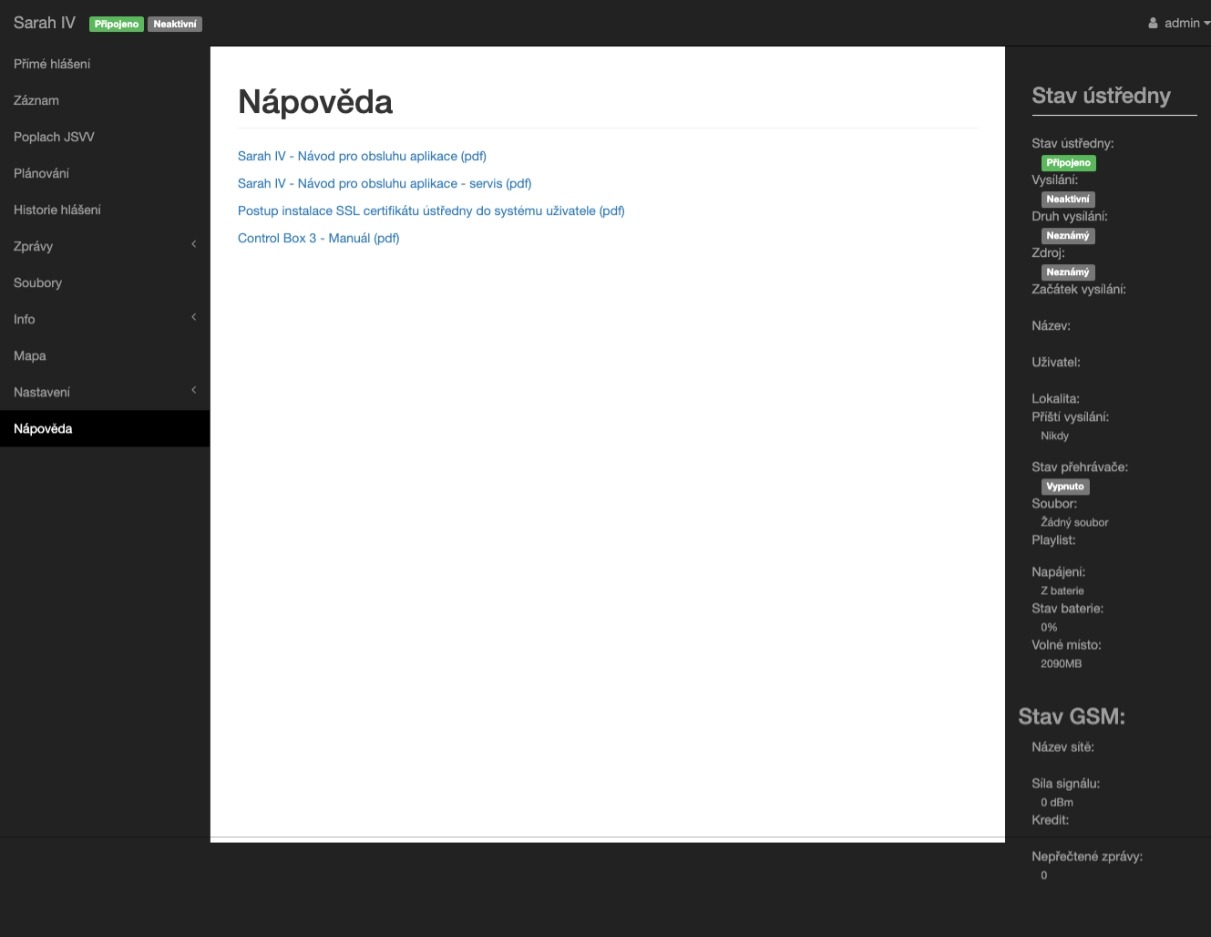 Sarah IV Připojeno Neaktivní
admin
Přímé hlášení
Záznam
Poplach JSVV
Plánování
Historie hlášení
Zprávy
Soubory
Info
Mapa
Nastavení
Nápověda
Nápověda
Sarah IV - Návod pro obsluhu aplikace (pdf)
Sarah IV - Návod pro obsluhu aplikace - servis (pdf)
Postup instalace SSL certifikátu ústředny do systému uživatele (pdf)
Control Box 3 - Manuál (pdf)
Stav ústředny
Stav ústředny:
Připojeno
Vysílání:
Neaktivní
Druh vysílání:
Neznámý
Zdroj:
Neznámý
Začátek vysílání:
Název:
Uživatel:
Lokalita:
Příští vysílání:
Nikdy
Stav přehrávače:
Vypnuto
Soubor:
Žádný soubor
Playlist:
Napájení:
Z baterie
Stav baterie:
0%
Volné místo:
2090MB
Stav GSM:
Název sítě:
Síla signálu:
0 dBm
Kredit:
Nepřečtené zprávy:
0